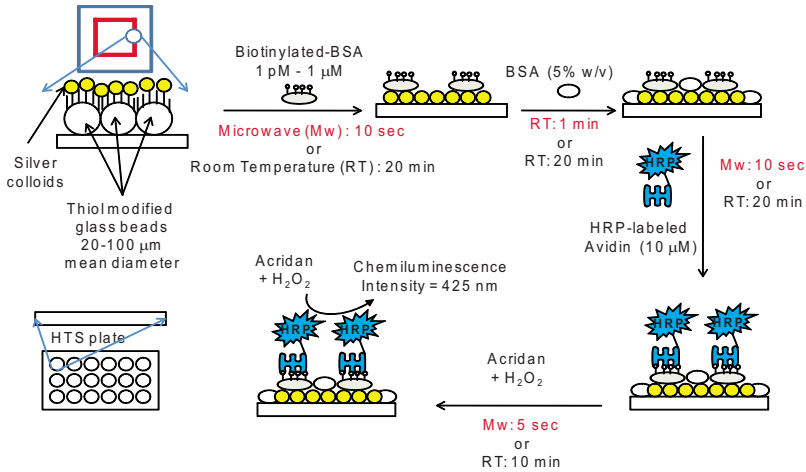 Silver
colloids
Thiol modified
glass beads
20-100 μm
mean diameter
Biotinylated-BSA
1 pM - 1 μM
Microwave (Mw): 10 sec
or
Room Temperature (RT): 20 min
BSA (5% w/v)
RT: 1 min
or
RT: 20 min
HRP
HRP-labeled
Avidin (10 μM)
Mw: 10 sec
or
RT: 20 min
HRP
HRP
Acridan
+ H₂O₂
Mw: 5 sec
or
RT: 10 min
Acridan
+ H₂O₂
Chemiluminescence
Intensity = 425 nm
HRP
HRP
HTS plate